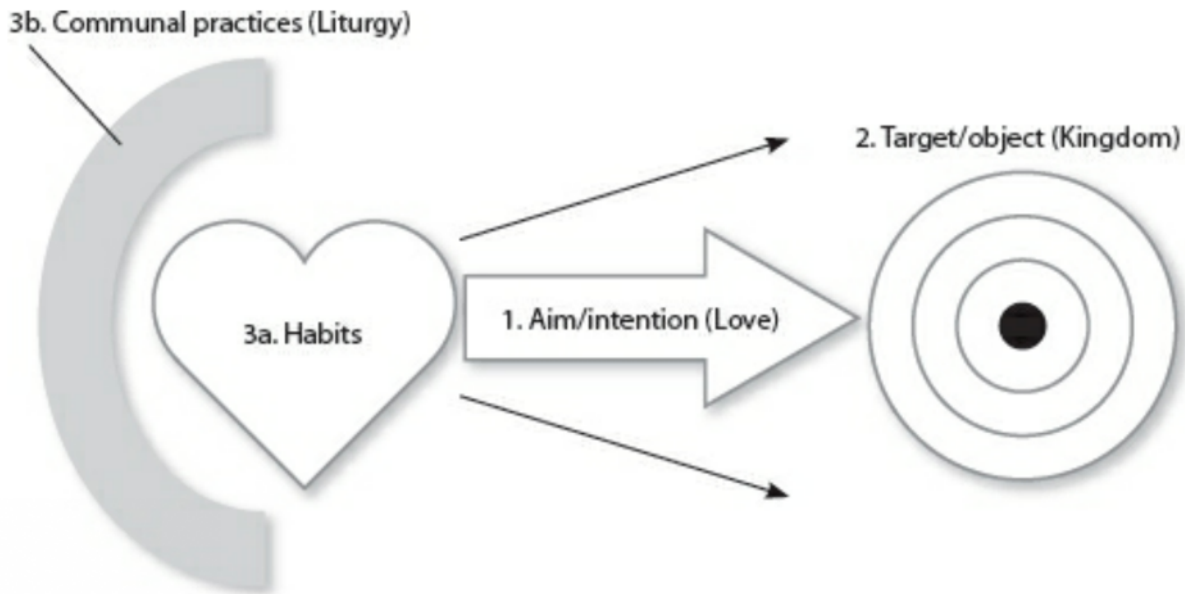 3b. Communal practices (Liturgy)
2. Target/object (Kingdom)
3a. Habits
1. Aim/intention (Love)